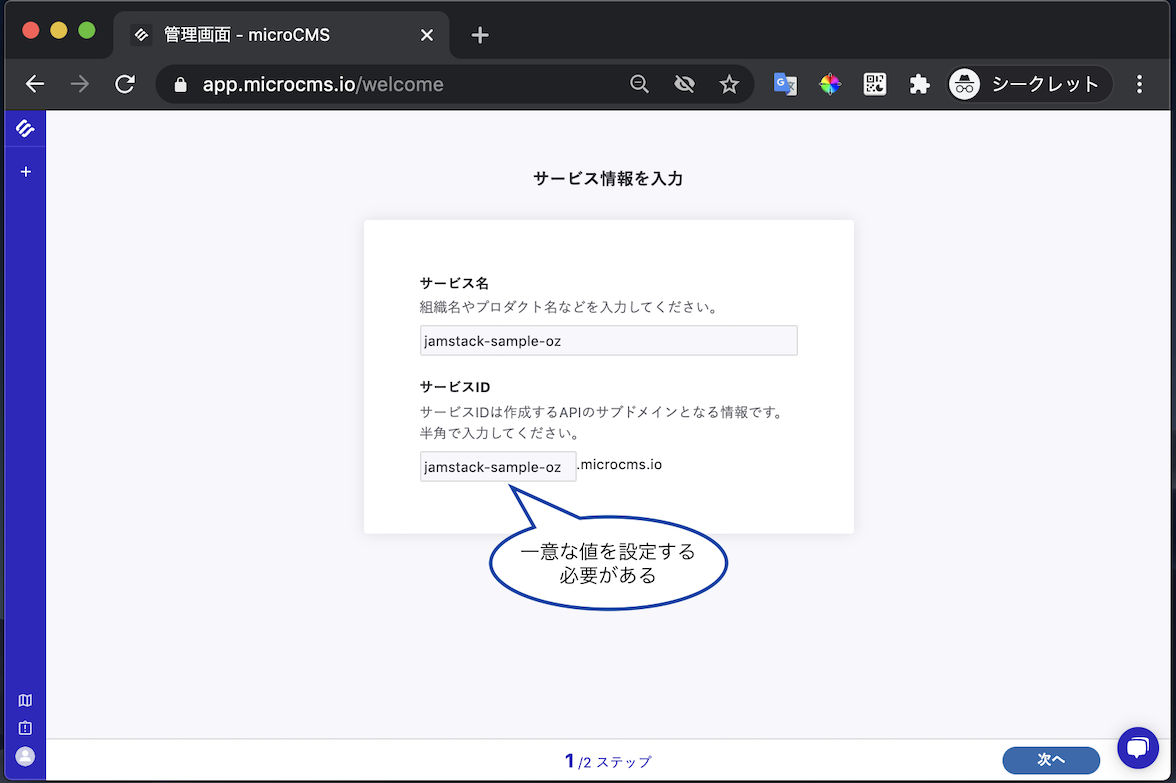 管理画面 - microCMS
app.microcms.io/welcome
シークレット
サービス情報を入力
サービス名
組織名やプロダクト名などを入力してください。
jamstack-sample-oz
サービスID
サービスIDは作成するAPIのサブドメインとなる情報です。
半角で入力してください。
jamstack-sample-oz .microcms.io
一意な値を設定する
必要がある
1 /2 ステップ
次へ